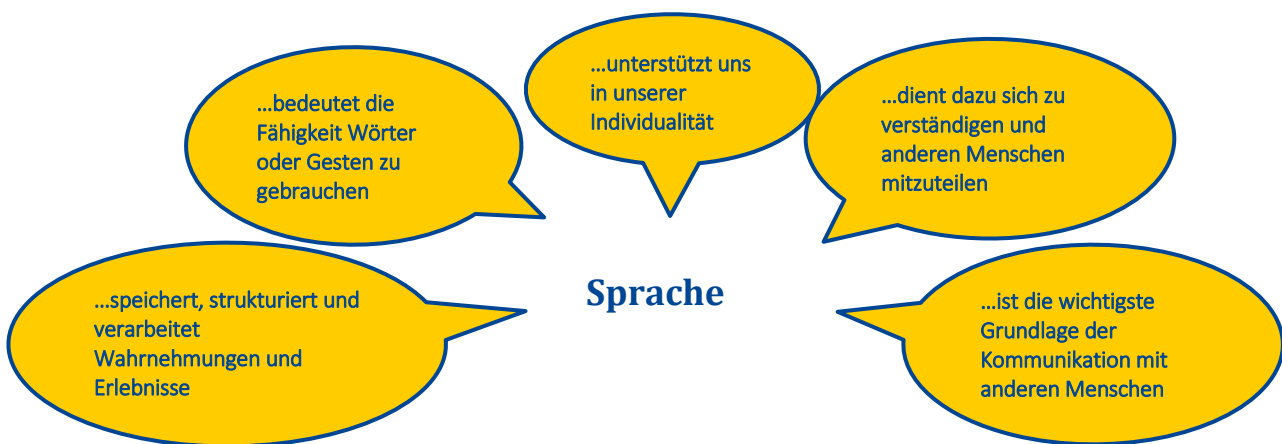 ...unterstützt uns
in unserer
Individualität
...bedeutet die
Fähigkeit Wörter
oder Gesten zu
gebrauchen
...dient dazu sich zu
verständigen und
anderen Menschen
mitzuteilen
Sprache
...speichert, strukturiert und
verarbeitet
Wahrnehmungen und
Erlebnisse
...ist die wichtigste
Grundlage der
Kommunikation mit
anderen Menschen